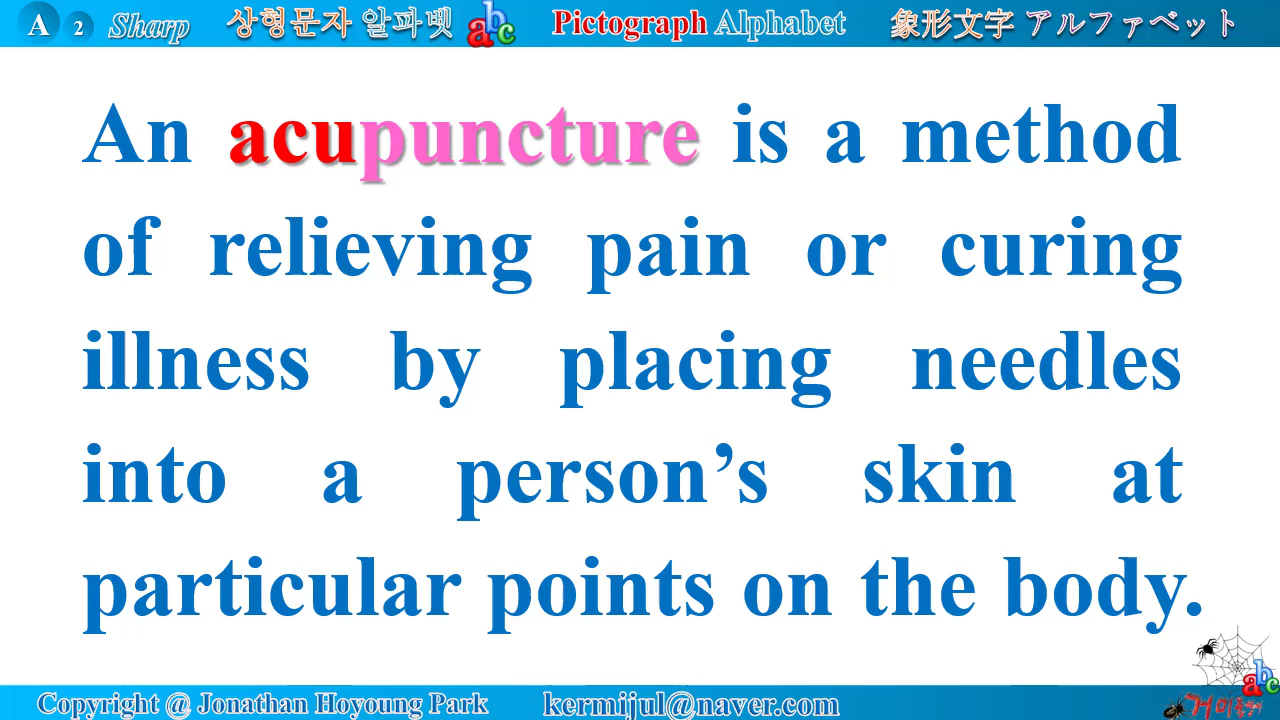 A 2 Sharp 상형문자 알파벳 abc Pictograph Alphabet 象形文字 アルファベット
An acupuncture is a method
of relieving pain or curing
illness by placing needles
into a person’s skin at
particular points on the body.
abc
Copyright @ Jonathan Hoyoung Park kermijul@naver.com